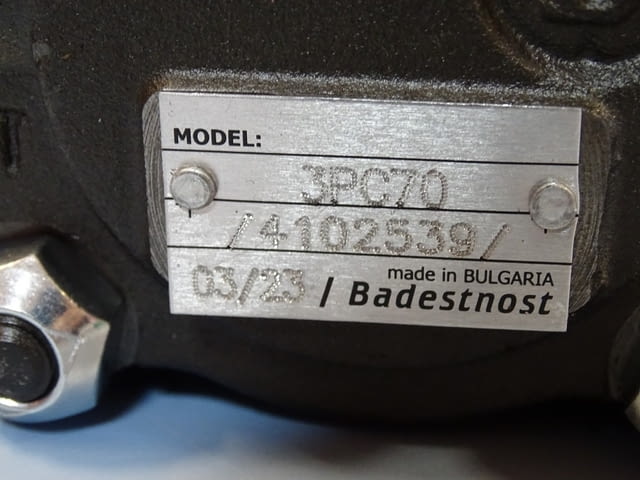 MODEL:
3PC70
/4102539/
made in BULGARIA
03/23 / Badestnost